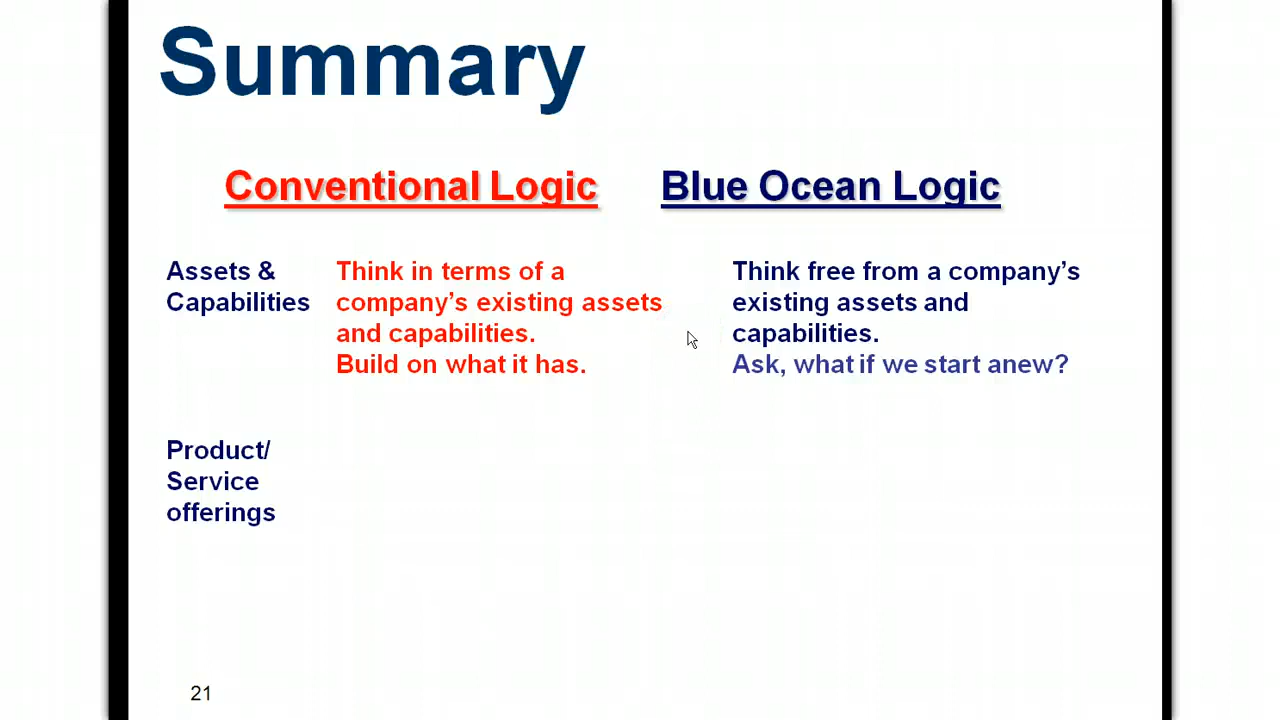 Summary
Conventional Logic
Blue Ocean Logic
Assets &
Capabilities
Think in terms of a
company's existing assets
and capabilities.
Build on what it has.
Think free from a company's
existing assets and
capabilities.
Ask, what if we start anew?
Product/
Service
offerings
21